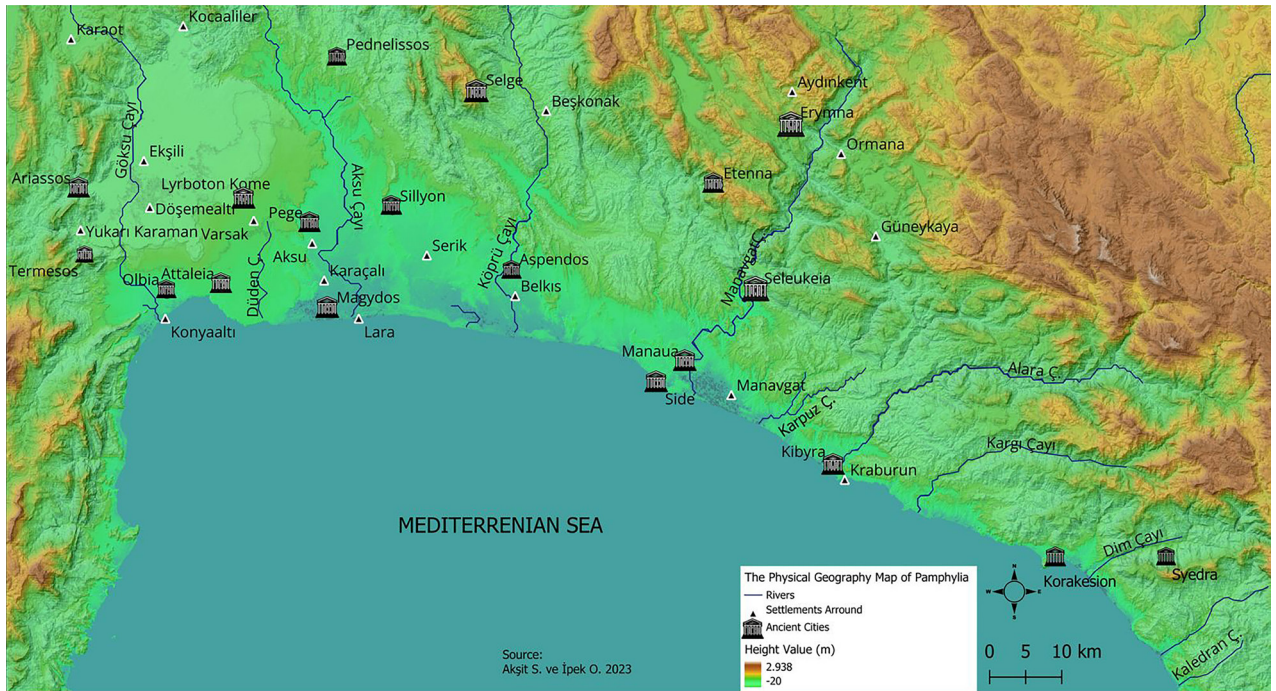 Kocaaliler
Karaot
Pednelissos
Selge
Aydınkent
Beşkonak
Erymna
Göksu Çayı
Ormana
Ekşili
Aksu Çayı
Etenna
Ariassos
Lyrboton Kome
Sillyon
Döşemealtı
Pege
Yukarı Karaman
Varsak
Güneykaya
Köprü Çayı
Serik
Aksu
Aspendos
Termesos
Manavgat Ç.
Karaçalı
Olbia
Attaleia
Düden Ç.
Seleukeia
Belkıs
Magydos
Konyaaltı
Lara
Manaua
Alara Ç.
Manavgat
Side
Karpuz Ç.
Kargı Çayı
Kibyra
Kraburun
MEDITERRENIAN SEA
Dim Çayı
Korakesion
Syedra
Kaledran Ç.
The Physical Geography Map of Pamphylia
Rivers
Settlements Arround
Ancient Cities
Height Value (m)
2.938
-20
N
W
E
S
0 5 10 km
Source:
Akşit S. ve İpek O. 2023